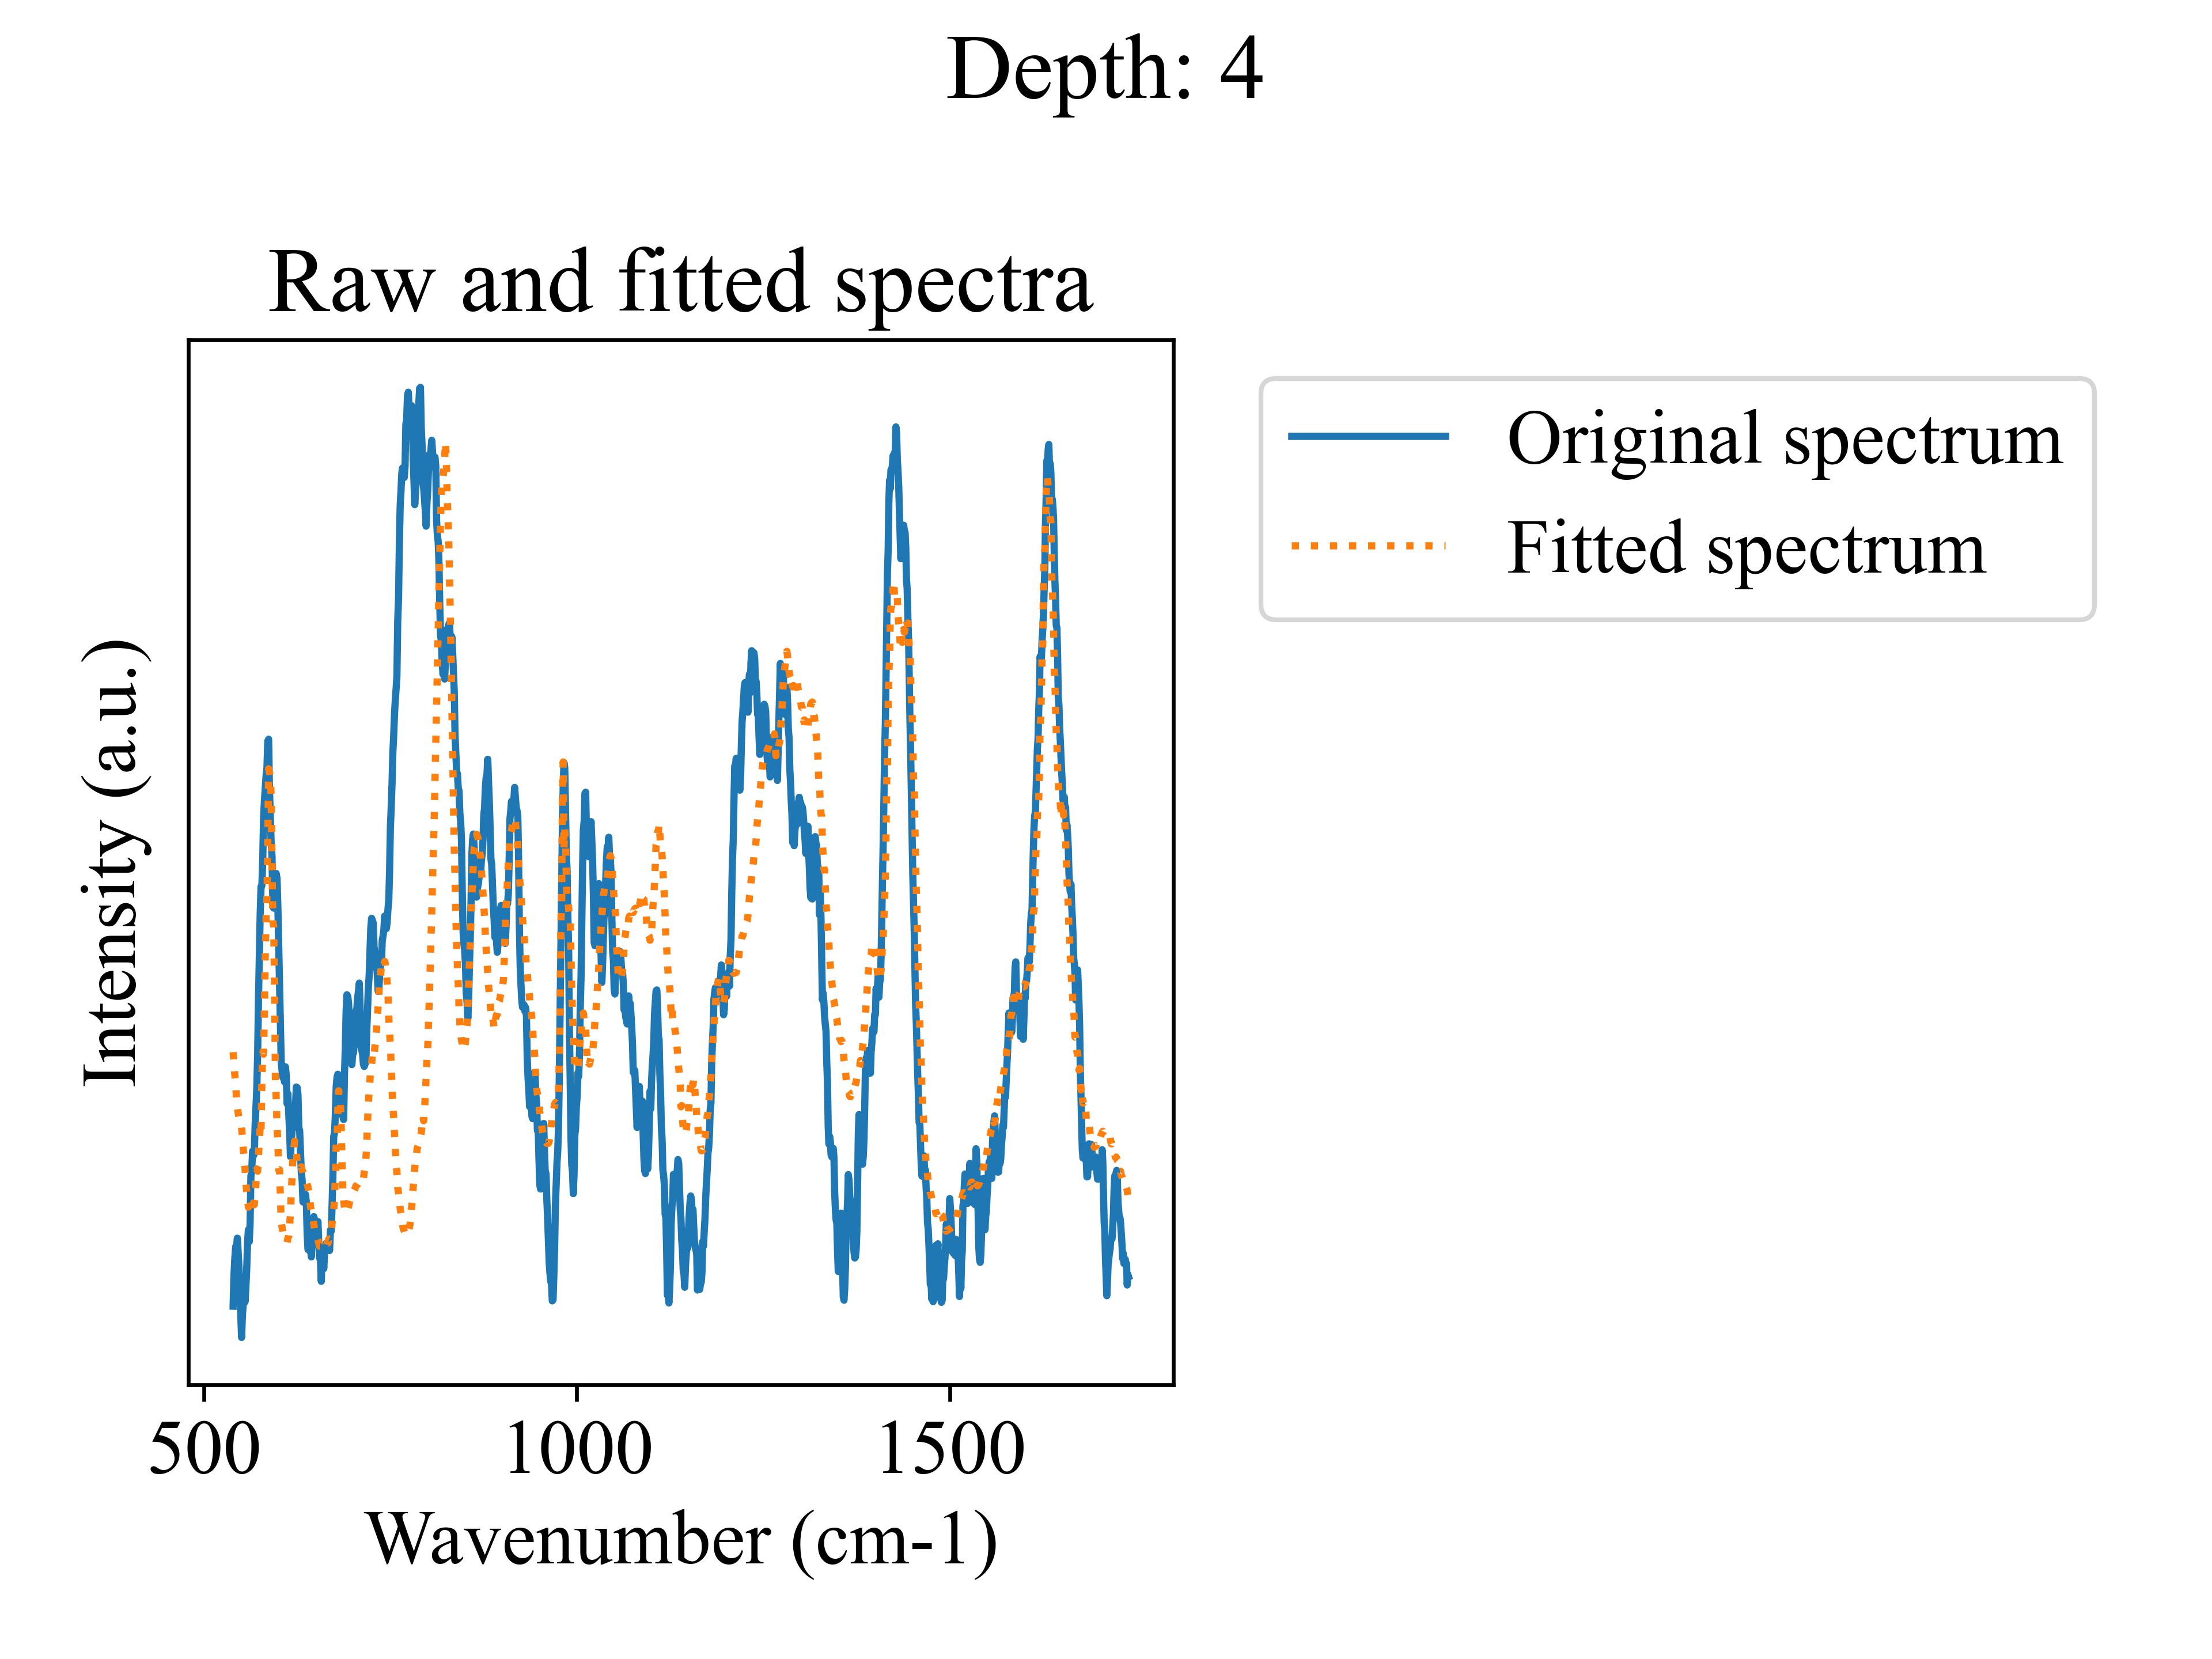 Depth: 4
Raw and fitted spectra
Original spectrum
Fitted spectrum
Intensity (a.u.)
500 1000 1500
Wavenumber (cm-1)